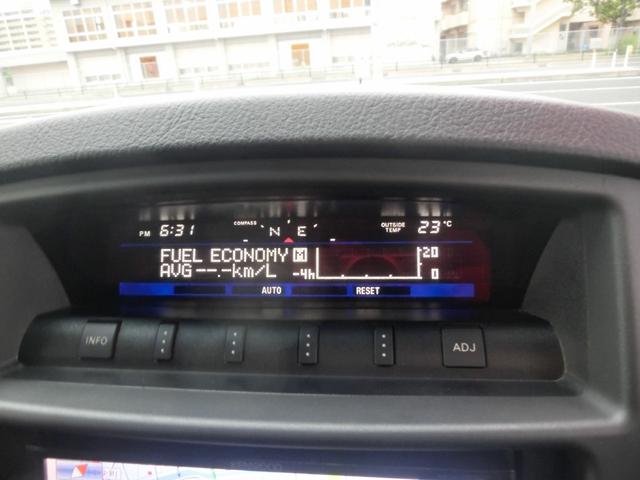 PM 6:31 COMPASS N E OUTSIDE TEMP 23 °C
FUEL ECONOMY M 20
AVG --.-km/L -4h 0
AUTO RESET
INFO ADJ